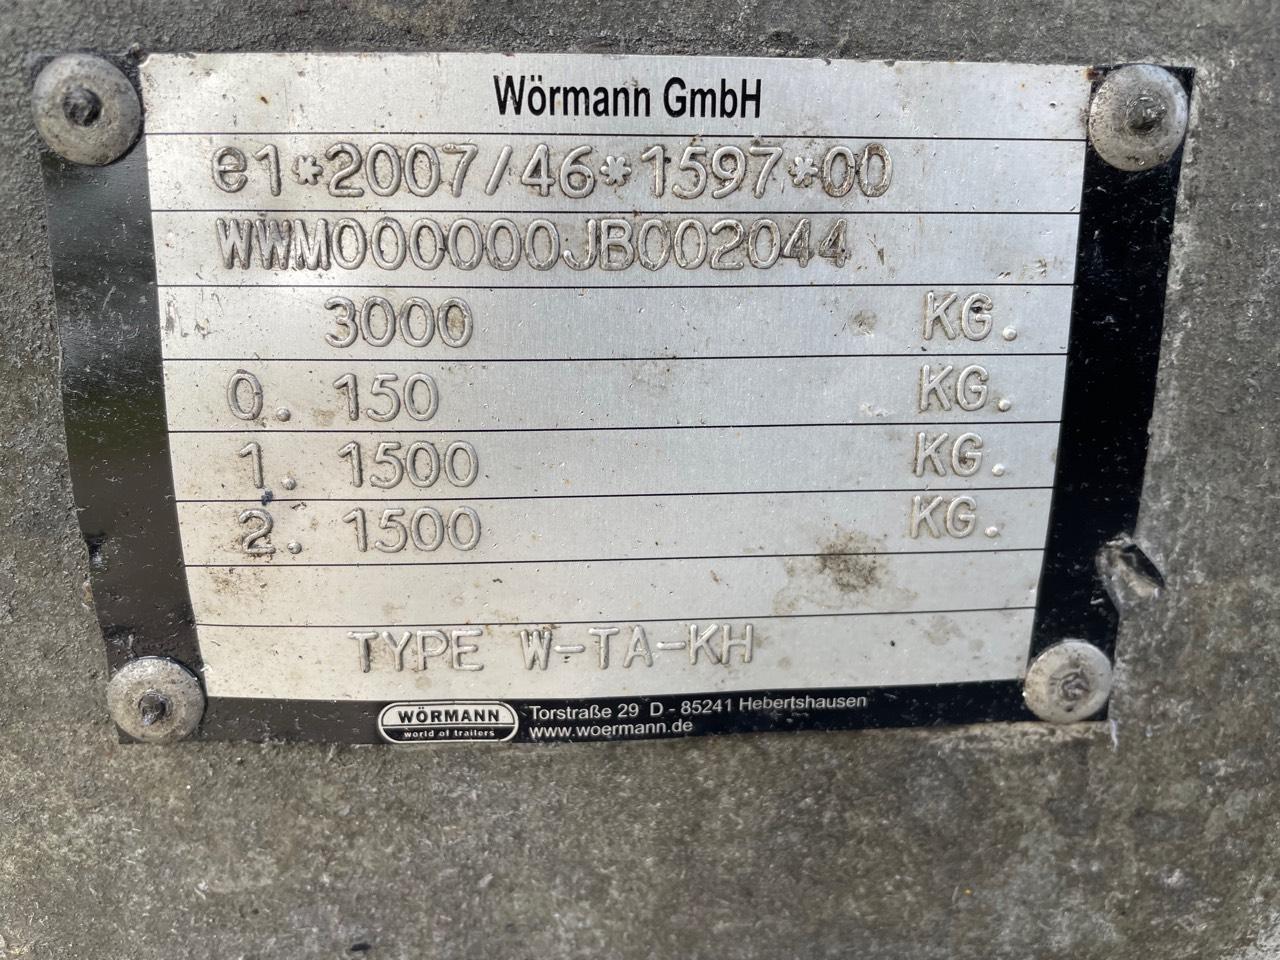 Wörmann GmbH
e1*2007/46*1597*00
WWM000000JB002044
3000 KG.
0. 150 KG.
1. 1500 KG.
2. 1500 KG.
TYPE W-TA-KH
WÖRMANN
world of trailers
Torstraße 29 D - 85241 Hebertshausen
www.woermann.de